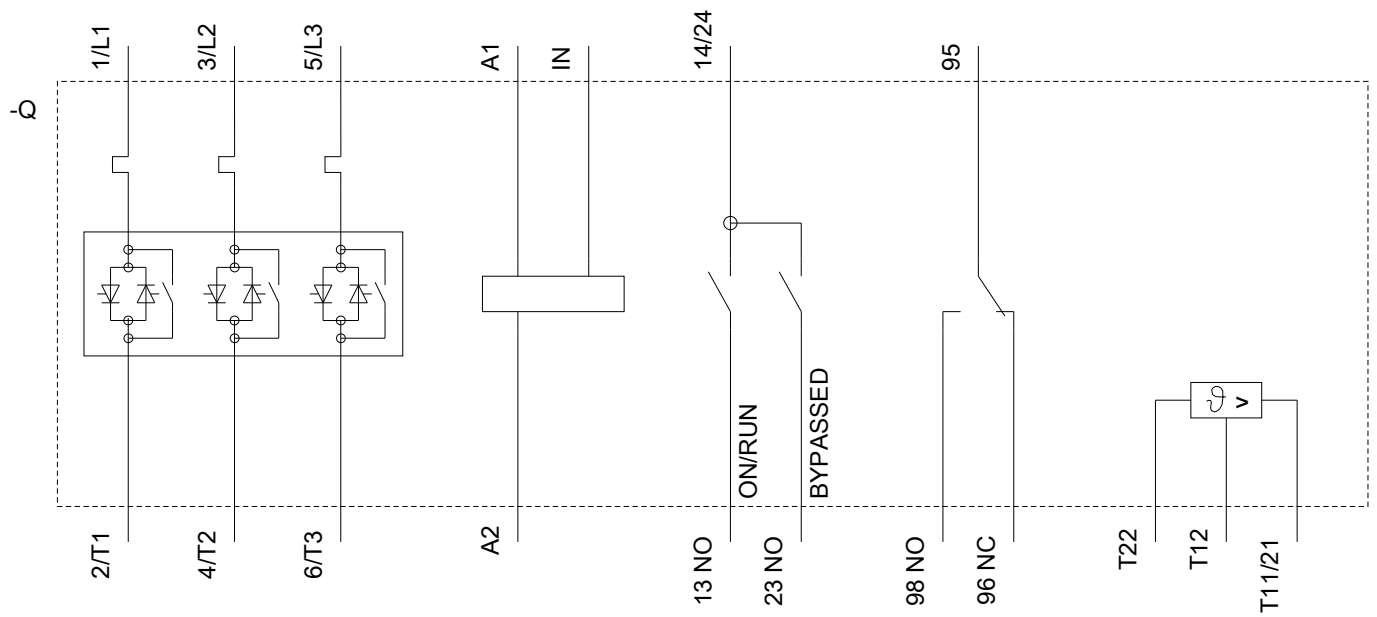 1/L1
3/L2
5/L3
A1
IN
14/24
95
-Q
ON/RUN
BYPASSED
ϑ >
2/T1
4/T2
6/T3
A2
13 NO
23 NO
98 NO
96 NC
T22
T12
T11/21